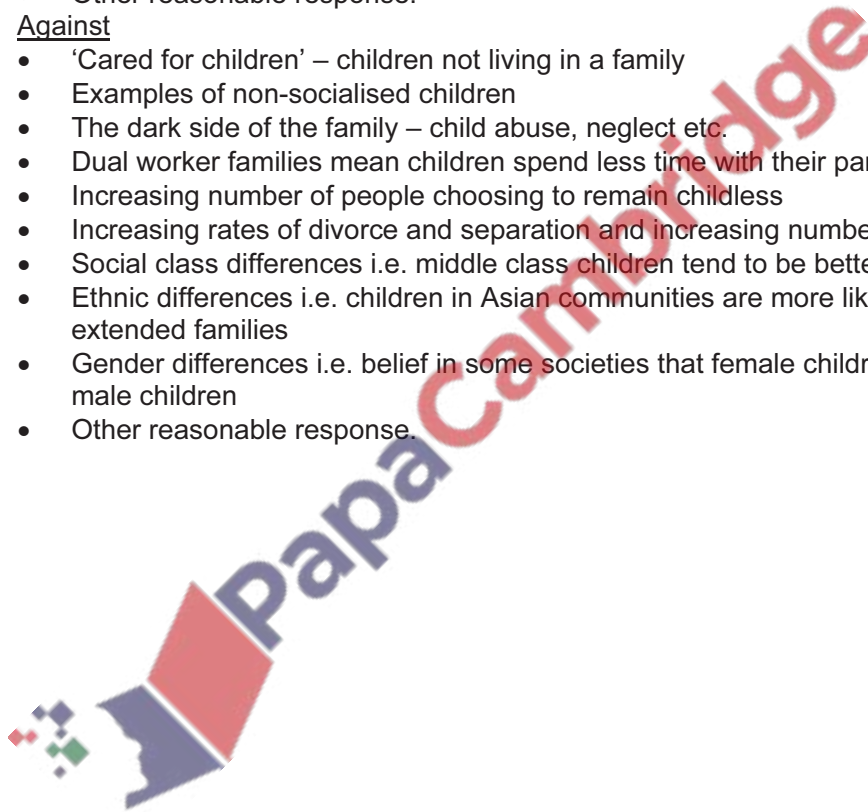 Other reasonable response.
Against
• ‘Cared for children’ – children not living in a family
• Examples of non-socialised children
• The dark side of the family – child abuse, neglect etc.
• Dual worker families mean children spend less time with their par
• Increasing number of people choosing to remain childless
• Increasing rates of divorce and separation and increasing numbe
• Social class differences i.e. middle class children tend to be bette
• Ethnic differences i.e. children in Asian communities are more lik
extended families
• Gender differences i.e. belief in some societies that female childr
male children
• Other reasonable response.
PapaCambridge